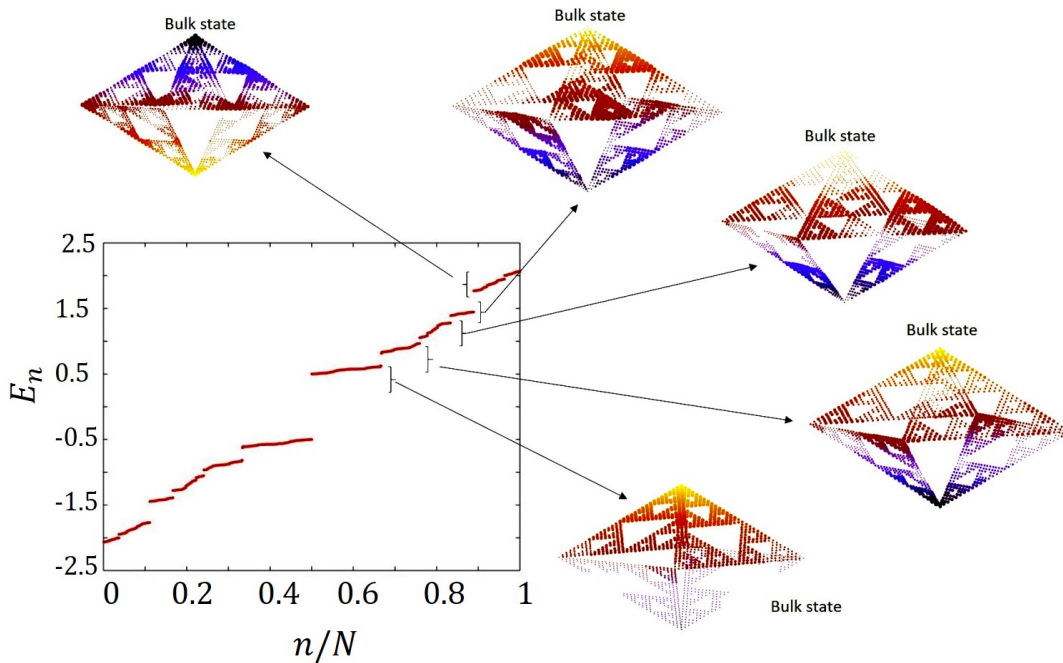 Bulk state
Bulk state
Bulk state
Bulk state
Bulk state
2.5
1.5
0.5
-0.5
-1.5
-2.5
E_n
0 0.2 0.4 0.6 0.8 1
n/N